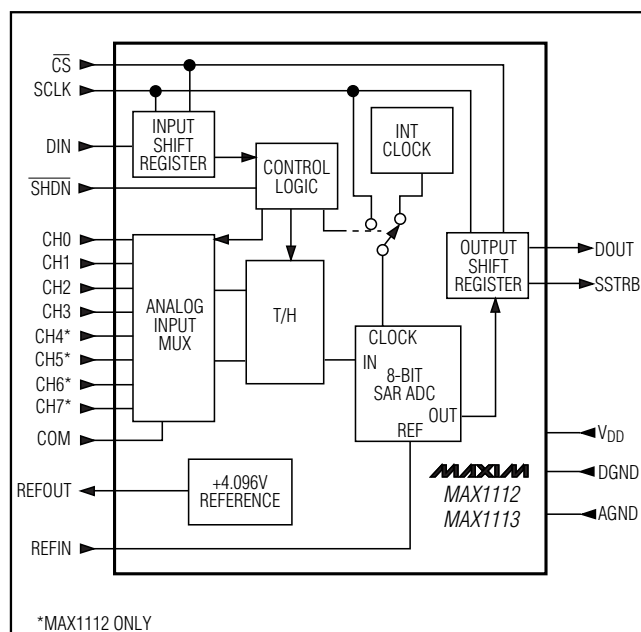 CS
SCLK
DIN
SHDN
CH0
CH1
CH2
CH3
CH4*
CH5*
CH6*
CH7*
COM
REFOUT
REFIN
INPUT
SHIFT
REGISTER
CONTROL
LOGIC
INT
CLOCK
ANALOG
INPUT
MUX
T/H
CLOCK
IN
8-BIT
SAR ADC
OUT
REF
OUTPUT
SHIFT
REGISTER
+4.096V
REFERENCE
MAXIM
MAX1112
MAX1113
DOUT
SSTRB
VDD
DGND
AGND
*MAX1112 ONLY